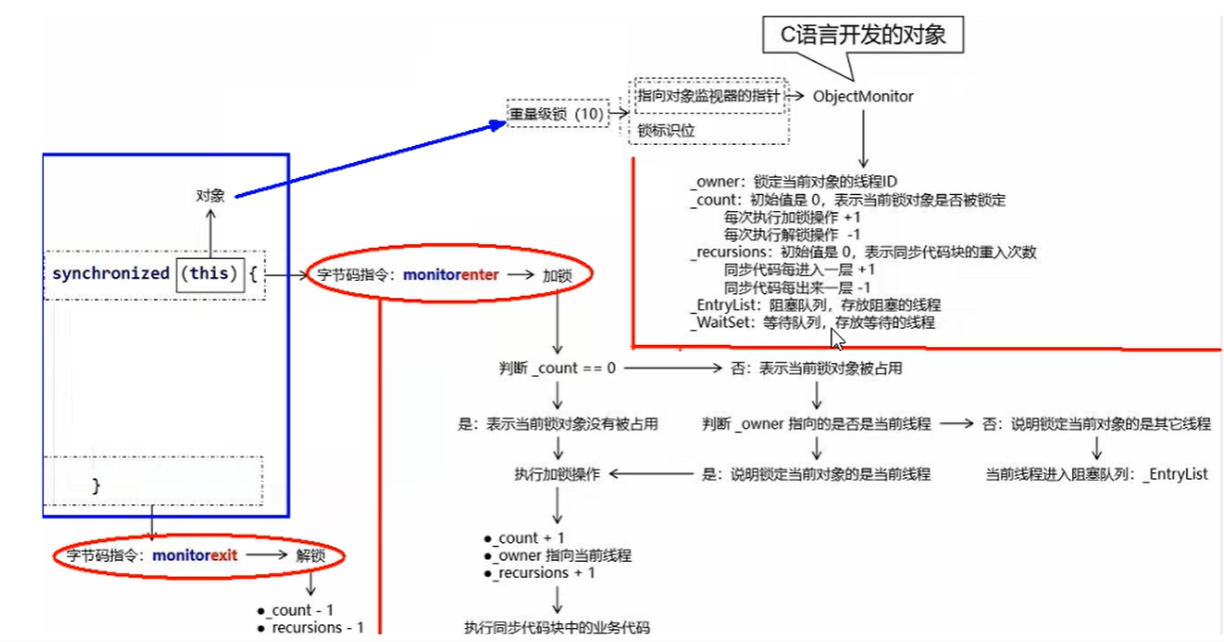 C语言开发的对象
重量级锁（10）
指向对象监视器的指针
锁标识位
ObjectMonitor
_owner：锁定当前对象的线程ID
_count：初始值是 0，表示当前锁对象是否被锁定
每次执行加锁操作 +1
每次执行解锁操作 -1
_recursions：初始值是 0，表示同步代码块的重入次数
同步代码每进入一层 +1
同步代码每出来一层 -1
_EntryList：阻塞队列，存放阻塞的线程
_WaitSet：等待队列，存放等待的线程
对象
synchronized (this) {
}
字节码指令：monitorenter
加锁
判断 _count == 0
否：表示当前锁对象被占用
是：表示当前锁对象没有被占用
判断 _owner 指向的是否是当前线程
否：说明锁定当前对象的是其它线程
执行加锁操作
是：说明锁定当前对象的是当前线程
当前线程进入阻塞队列：_EntryList
●_count + 1
●_owner 指向当前线程
●_recursions + 1
执行同步代码块中的业务代码
字节码指令：monitorexit
解锁
●_count - 1
●_recursions - 1